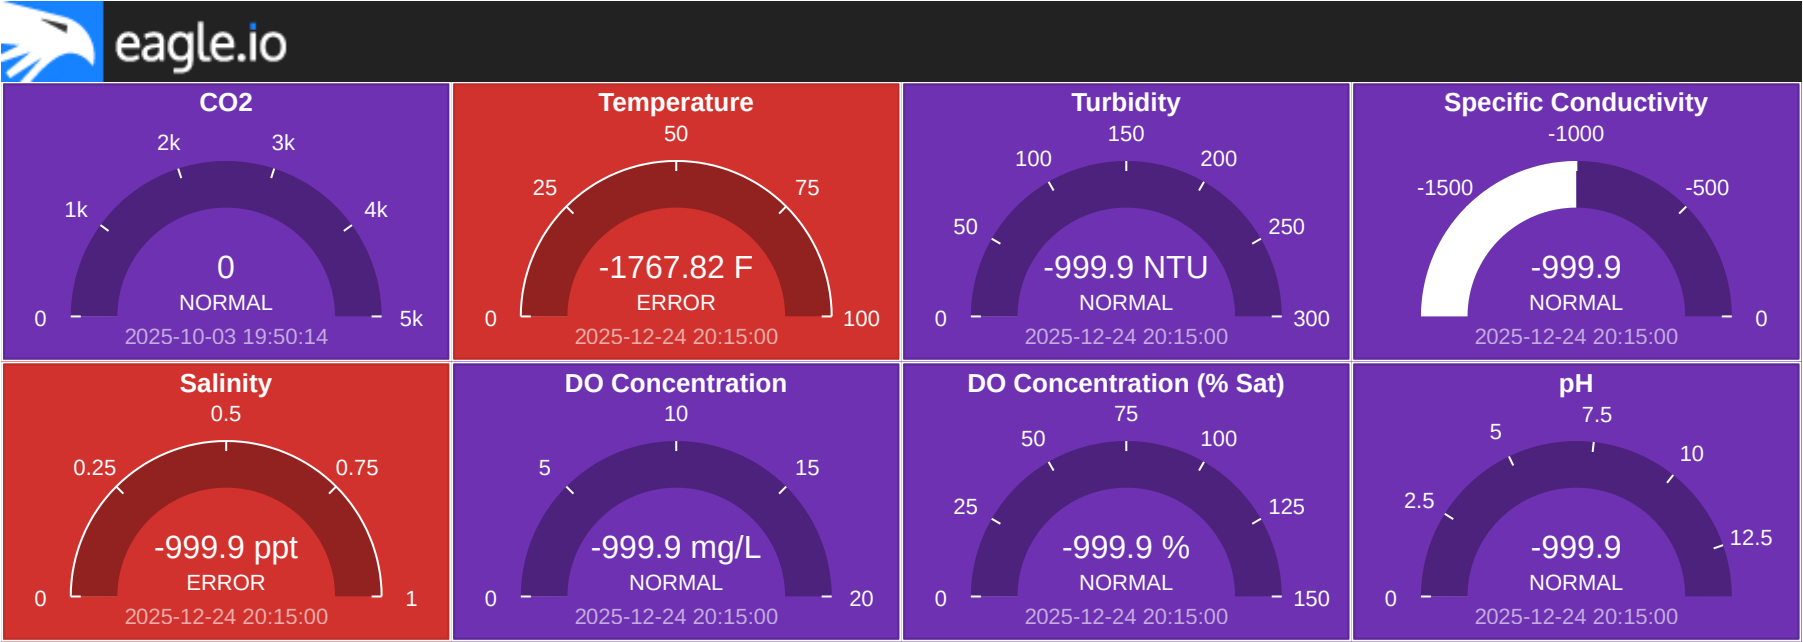 eagle.io
CO2
2k
3k
1k
4k
0
NORMAL
0
5k
2025-10-03 19:50:14
Temperature
50
25
75
-1767.82 F
ERROR
0
100
2025-12-24 20:15:00
Turbidity
150
100
200
50
250
-999.9 NTU
NORMAL
0
300
2025-12-24 20:15:00
Specific Conductivity
-1000
-1500
-500
-999.9
NORMAL
0
2025-12-24 20:15:00
Salinity
0.5
0.25
0.75
-999.9 ppt
ERROR
0
1
2025-12-24 20:15:00
DO Concentration
10
5
15
-999.9 mg/L
NORMAL
0
20
2025-12-24 20:15:00
DO Concentration (% Sat)
75
50
100
25
125
-999.9 %
NORMAL
0
150
2025-12-24 20:15:00
pH
7.5
5
10
2.5
12.5
-999.9
NORMAL
0
2025-12-24 20:15:00